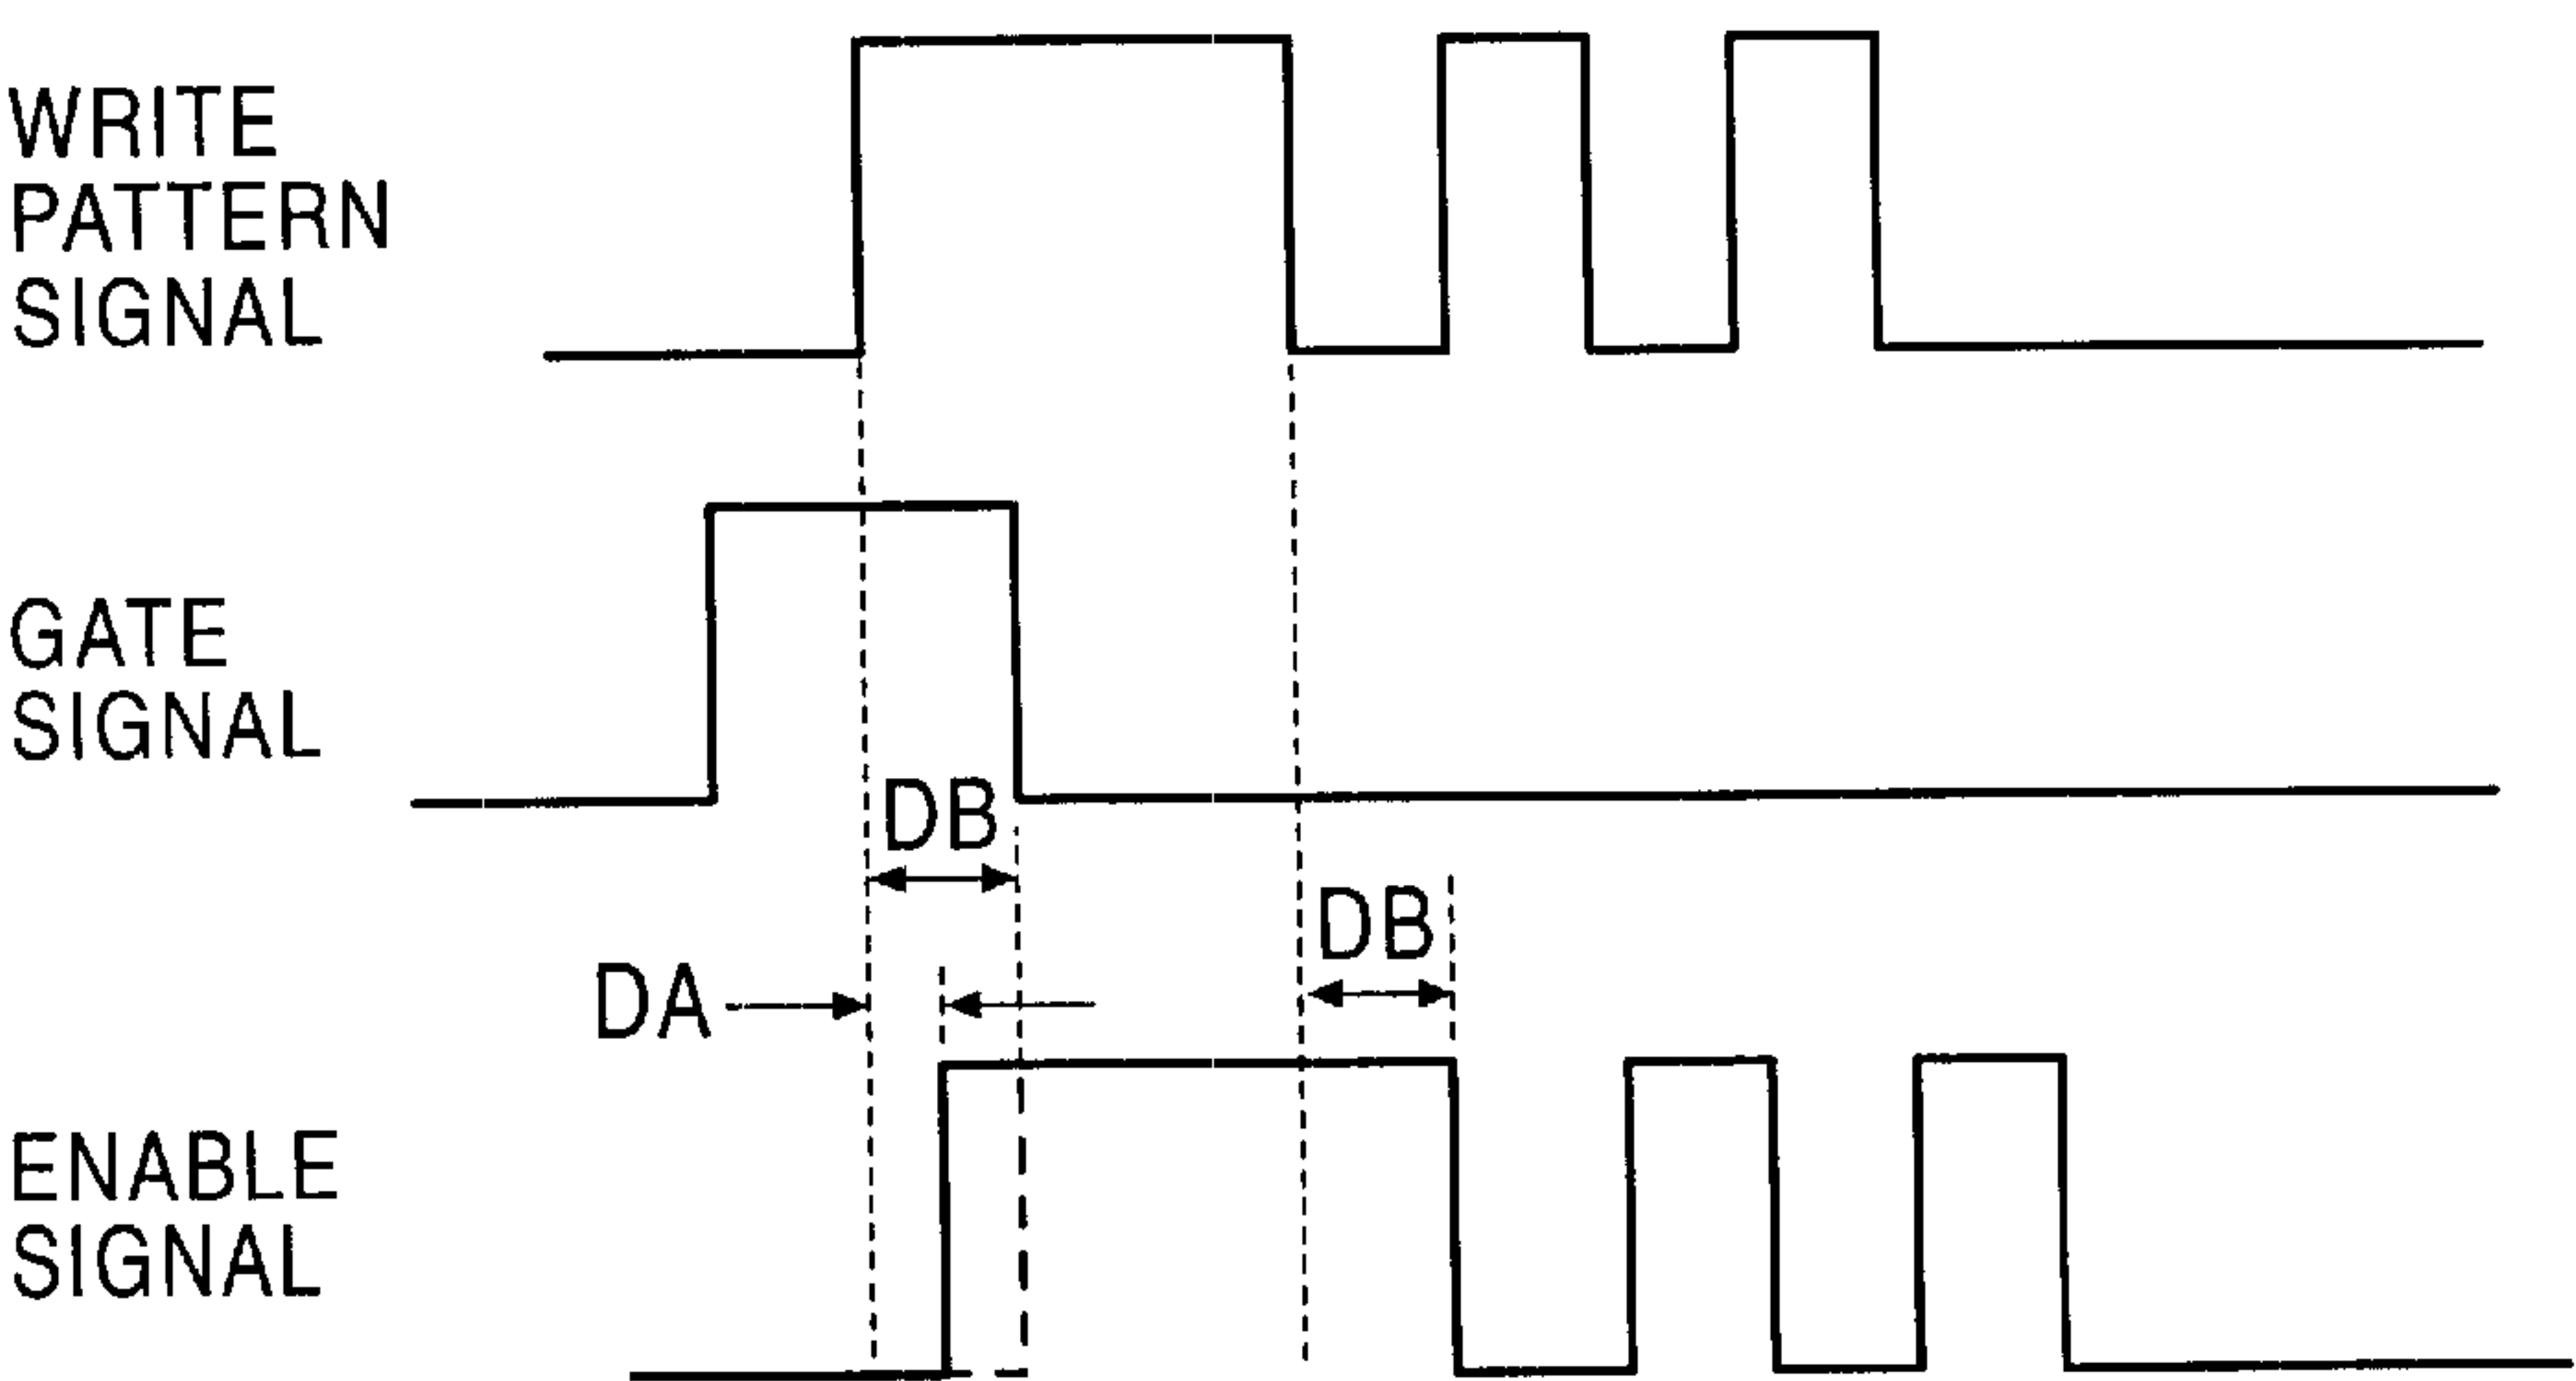 WRITE
PATTERN
SIGNAL
GATE
SIGNAL
DB
DB
DA
ENABLE
SIGNAL